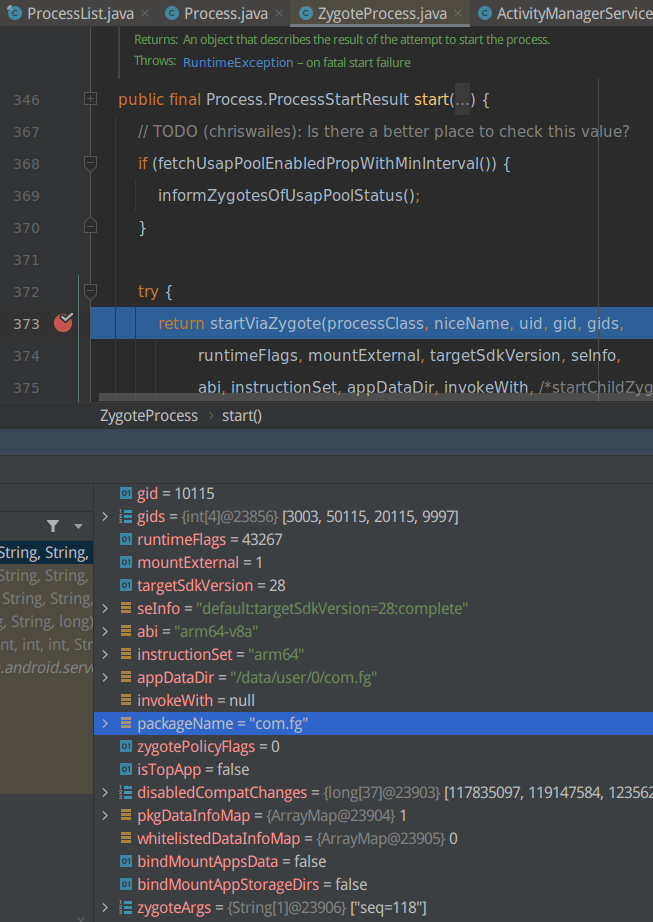 ProcessList.java × Process.java × ZygoteProcess.java × ActivityManagerService
Returns: An object that describes the result of the attempt to start the process.
Throws: RuntimeException – on fatal start failure
346 public final Process.ProcessStartResult start(...) {
367 // TODO (chriswailes): Is there a better place to check this value?
368 if (fetchUsapPoolEnabledPropWithMinInterval()) {
369 informZygotesOfUsapPoolStatus();
370 }
371
372 try {
373 return startViaZygote(processClass, niceName, uid, gid, gids,
374 runtimeFlags, mountExternal, targetSdkVersion, seInfo,
375 abi, instructionSet, appDataDir, invokeWith, /*startChildZyg
ZygoteProcess › start()
gid = 10115
gids = {int[4]@23856} [3003, 50115, 20115, 9997]
runtimeFlags = 43267
String, String,
mountExternal = 1
String, String,
targetSdkVersion = 28
String, String,
seInfo = "default:targetSdkVersion=28:complete"
, String, long)
abi = "arm64-v8a"
nt, int, int, Str
instructionSet = "arm64"
.android.serv
appDataDir = "/data/user/0/com.fg"
invokeWith = null
packageName = "com.fg"
zygotePolicyFlags = 0
isTopApp = false
disabledCompatChanges = {long[37]@23903} [117835097, 119147584, 123562
pkgDataInfoMap = {ArrayMap@23904} 1
whitelistedDataInfoMap = {ArrayMap@23905} 0
bindMountAppsData = false
bindMountAppStorageDirs = false
zygoteArgs = {String[1]@23906} ["seq=118"]